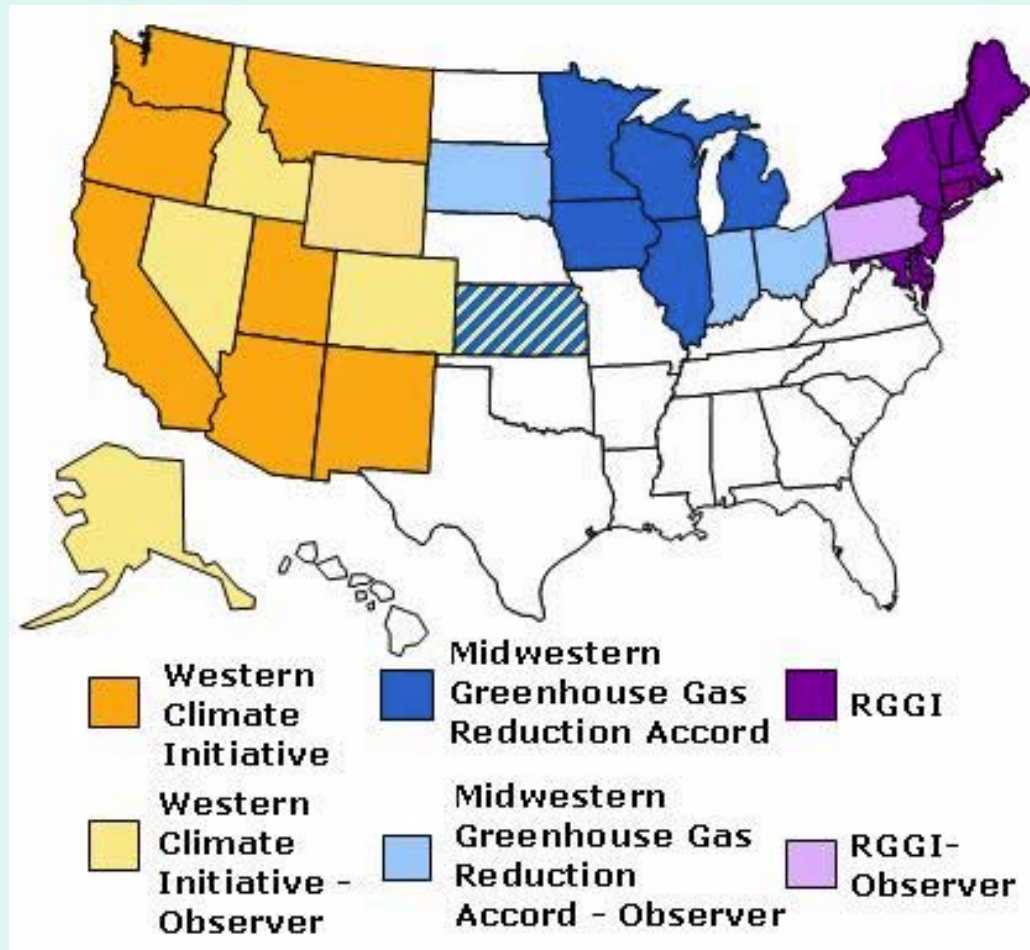 Western
Climate
Initiative
Midwestern
Greenhouse Gas
Reduction Accord
RGGI
Western
Climate
Initiative -
Observer
Midwestern
Greenhouse Gas
Reduction
Accord - Observer
RGGI-
Observer